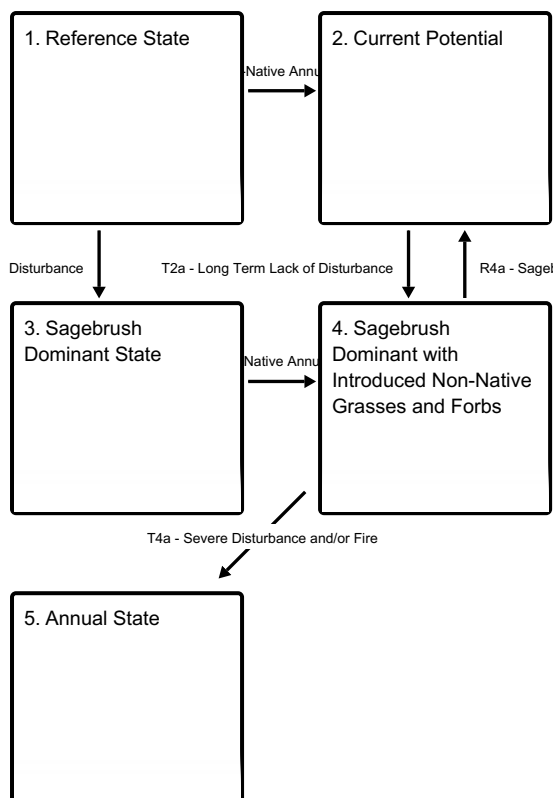 1. Reference State
2. Current Potential
-Native Annu
Disturbance
T2a - Long Term Lack of Disturbance
R4a - Sageb
3. Sagebrush
Dominant State
4. Sagebrush
Dominant with
Introduced Non-Native
Grasses and Forbs
Native Annu
T4a - Severe Disturbance and/or Fire
5. Annual State